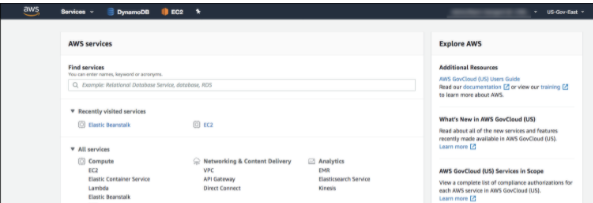 aws
Services
DynamoDB
EC2
US-Gov-East
AWS services
Find services
You can enter names, keyword or acronyms.
Example: Relational Database Service, database, RDS
Recently visited services
Elastic Beanstalk
EC2
All services
Compute
EC2
Elastic Container Service
Lambda
Elastic Beanstalk
Networking & Content Delivery
VPC
API Gateway
Direct Connect
Analytics
EMR
Elasticsearch Service
Kinesis
Explore AWS
Additional Resources
AWS GovCloud (US) Users Guide
Read our documentation or view our training
to learn more about AWS.
What's New in AWS GovCloud (US)
Read about all of the new services and features
recently made available in AWS GovCloud (US).
Learn more
AWS GovCloud (US) Services in Scope
View a complete list of compliance authorizations for
each AWS service in AWS GovCloud (US).
Learn more